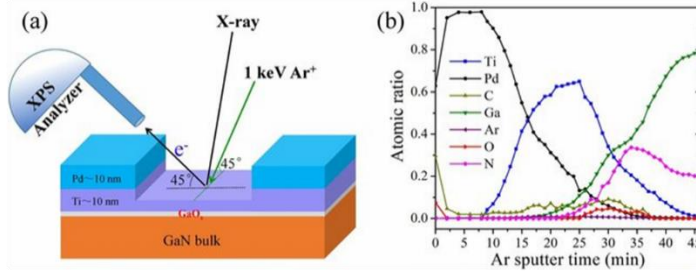 (a)
X-ray
1 keV Ar+
XPS
Analyzer
e-
45°
45°
Pd~10 nm
Ti~10 nm
GaOx
GaN bulk
(b)
Atomic ratio
1.0
0.8
0.6
0.4
0.2
0.0
Ti
Pd
C
Ga
Ar
O
N
0 5 10 15 20 25 30 35 40 45
Ar sputter time (min)